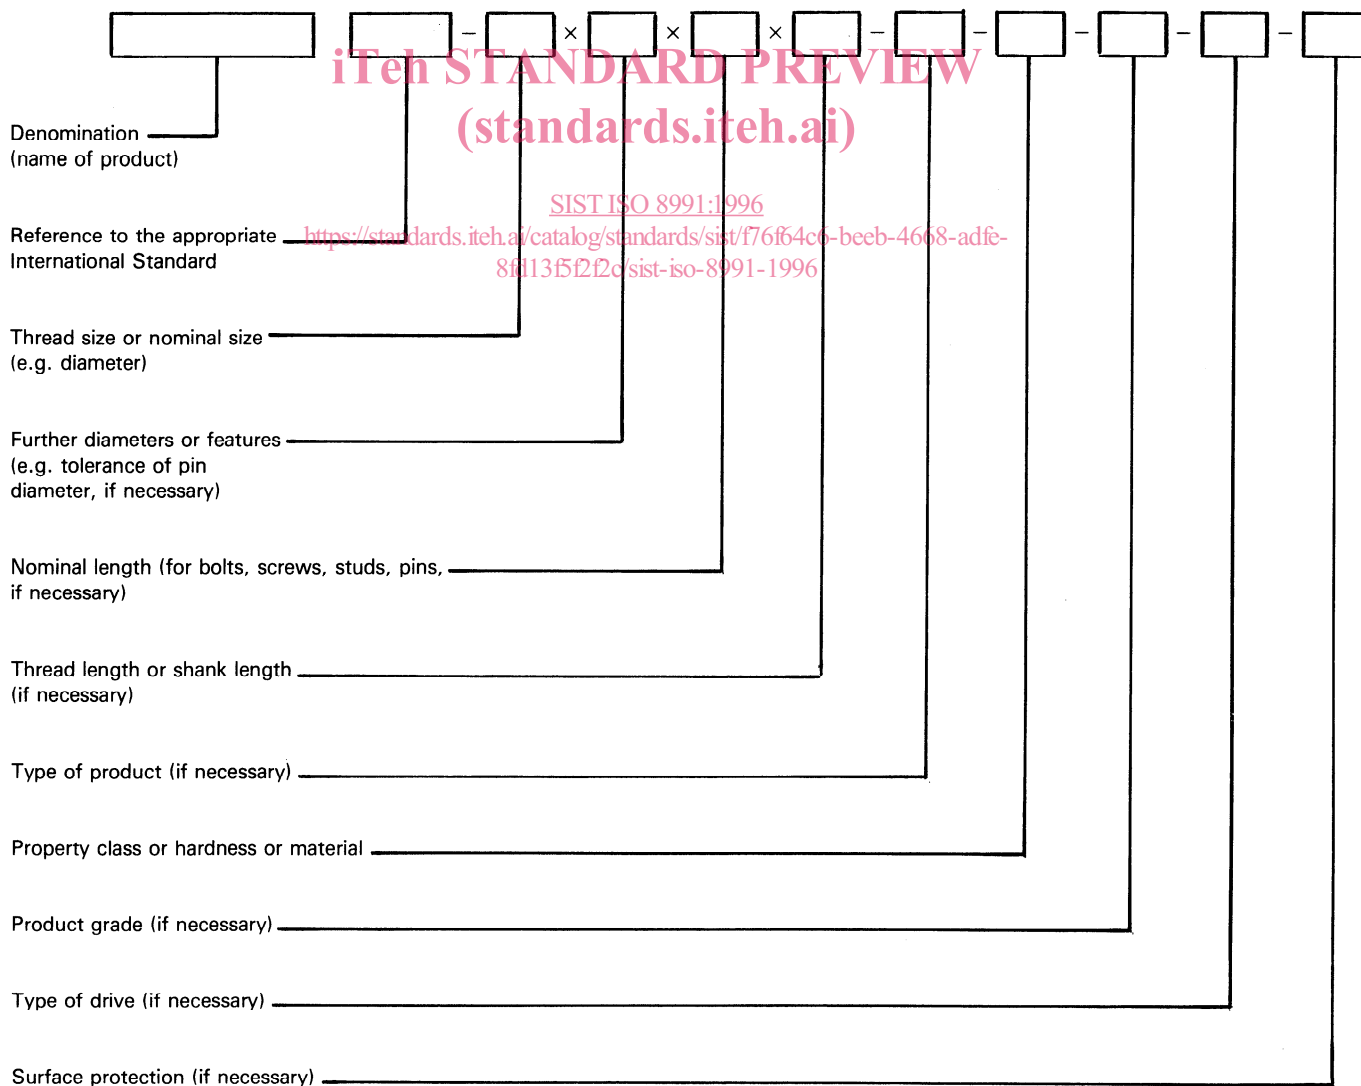 – × × × – – – – –
iTeh STANDARD PREVIEW
(standards.iteh.ai)
Denomination
(name of product)
SIST ISO 8991:1996
https://standards.iteh.ai/catalog/standards/sist/f76f64c6-beeb-4668-adfe-
8fd13f5f2f2c/sist-iso-8991-1996
Reference to the appropriate
International Standard
Thread size or nominal size
(e.g. diameter)
Further diameters or features
(e.g. tolerance of pin
diameter, if necessary)
Nominal length (for bolts, screws, studs, pins,
if necessary)
Thread length or shank length
(if necessary)
Type of product (if necessary)
Property class or hardness or material
Product grade (if necessary)
Type of drive (if necessary)
Surface protection (if necessary)